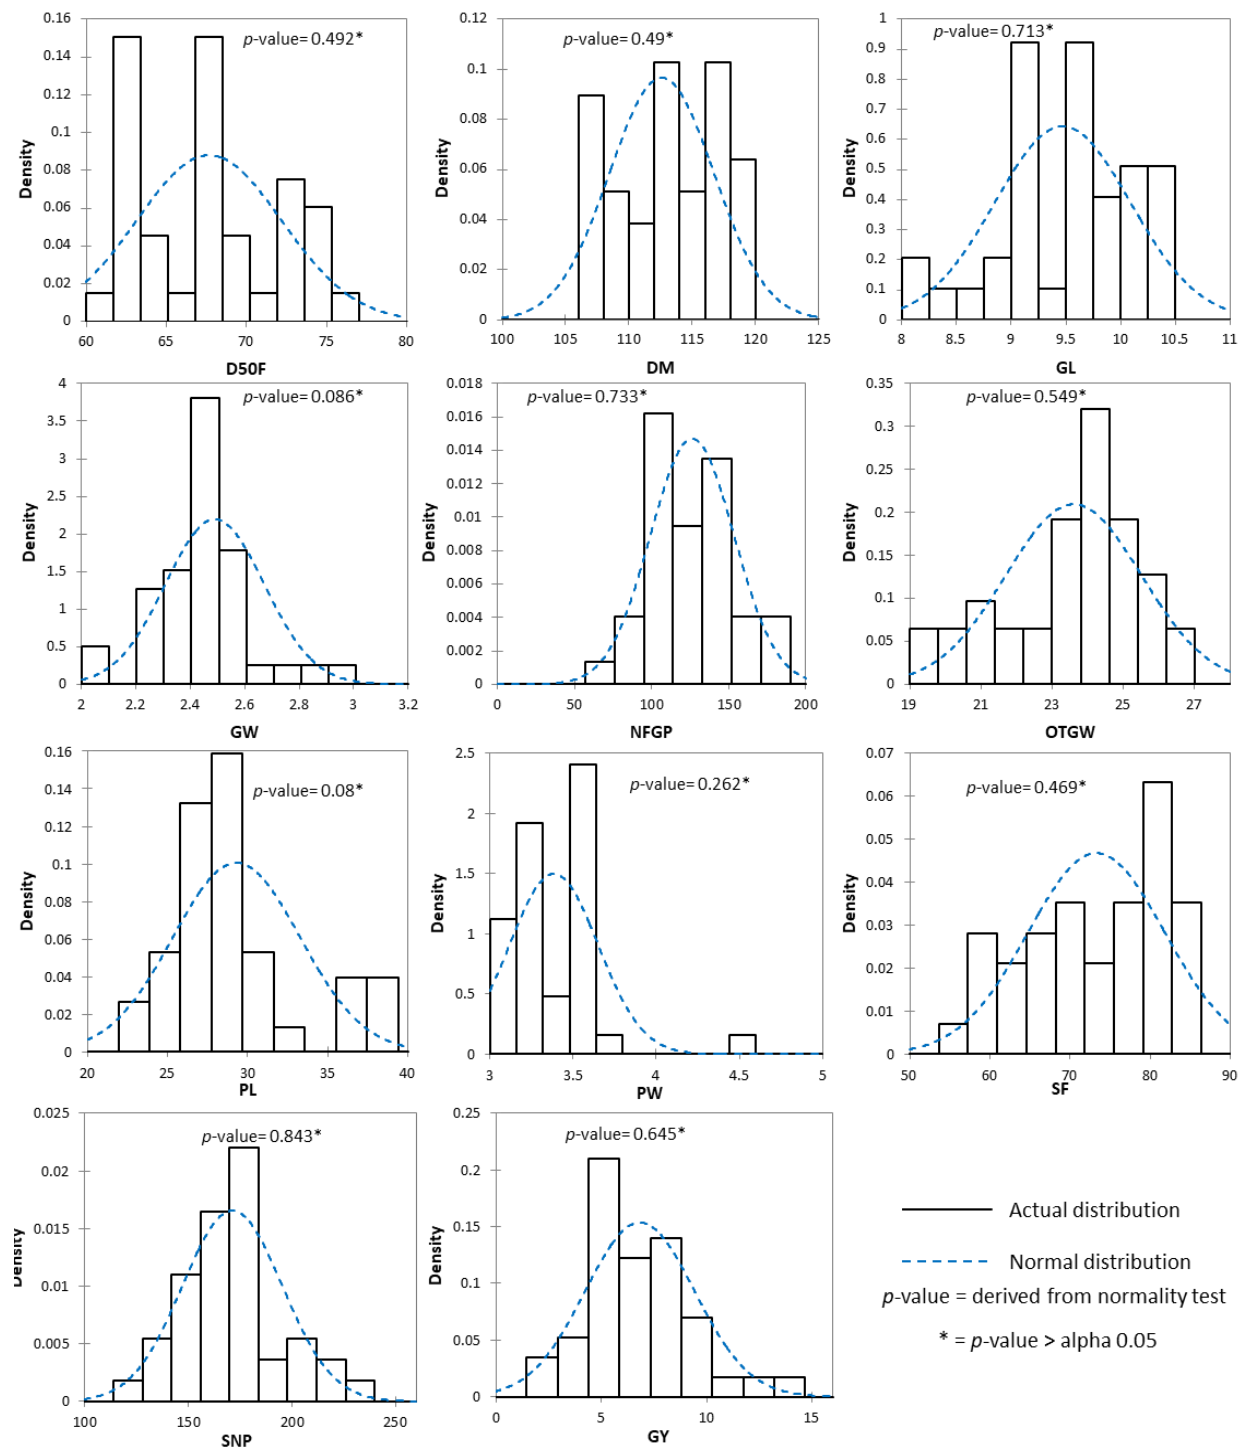 p-value= 0.492*
Density
0.16
0.14
0.12
0.1
0.08
0.06
0.04
0.02
0
60 65 70 75 80
D50F
p-value= 0.49*
Density
0.12
0.1
0.08
0.06
0.04
0.02
0
100 105 110 115 120 125
DM
p-value= 0.713*
Density
1
0.9
0.8
0.7
0.6
0.5
0.4
0.3
0.2
0.1
0
8 8.5 9 9.5 10 10.5 11
GL
p-value= 0.086*
Density
4
3.5
3
2.5
2
1.5
1
0.5
0
2 2.2 2.4 2.6 2.8 3 3.2
GW
p-value= 0.733*
Density
0.018
0.016
0.014
0.012
0.01
0.008
0.006
0.004
0.002
0
0 50 100 150 200
NFGP
p-value= 0.549*
Density
0.35
0.3
0.25
0.2
0.15
0.1
0.05
0
19 21 23 25 27
OTGW
p-value= 0.08*
Density
0.16
0.14
0.12
0.1
0.08
0.06
0.04
0.02
0
20 25 30 35 40
PL
p-value= 0.262*
Density
2.5
2
1.5
1
0.5
0
3 3.5 4 4.5 5
PW
p-value= 0.469*
Density
0.07
0.06
0.05
0.04
0.03
0.02
0.01
0
50 60 70 80 90
SF
p-value= 0.843*
Density
0.025
0.02
0.015
0.01
0.005
0
100 150 200 250
SNP
p-value= 0.645*
Density
0.25
0.2
0.15
0.1
0.05
0
0 5 10 15
GY
Actual distribution
Normal distribution
p-value = derived from normality test
* = p-value > alpha 0.05